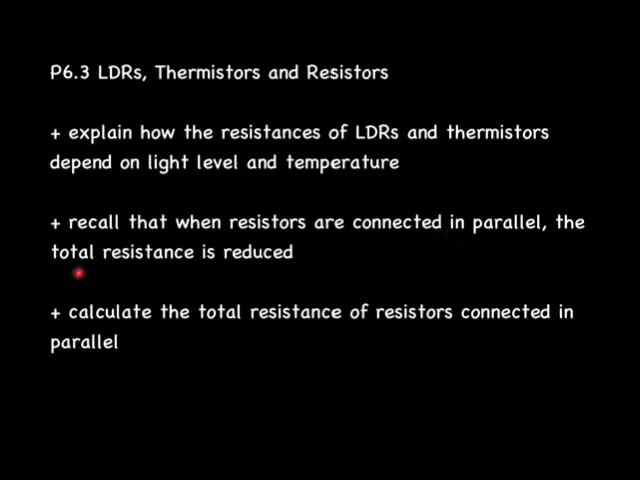 P6.3 LDRs, Thermistors and Resistors
+ explain how the resistances of LDRs and thermistors
depend on light level and temperature
+ recall that when resistors are connected in parallel, the
total resistance is reduced
+ calculate the total resistance of resistors connected in
parallel